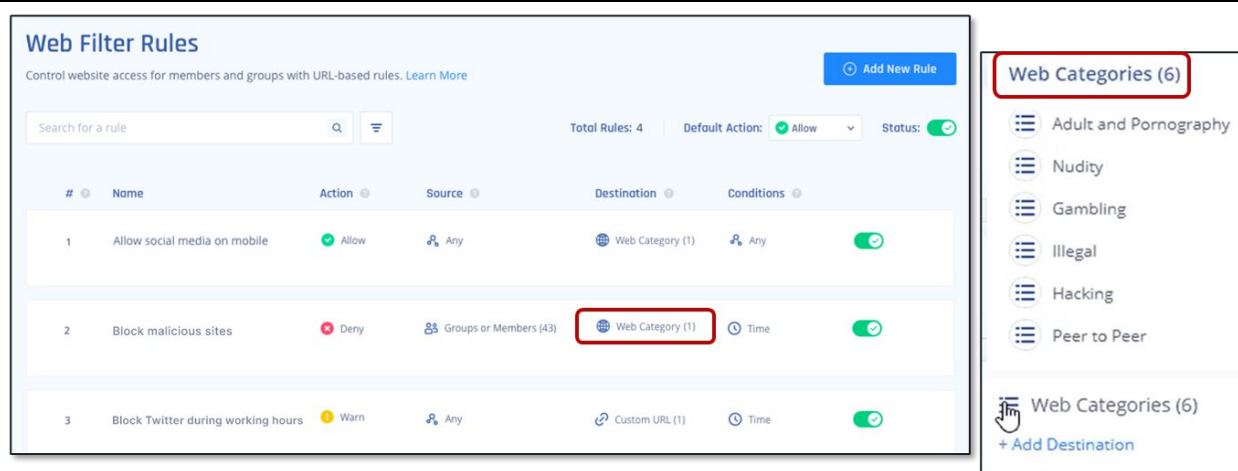 Web Filter Rules
Control website access for members and groups with URL-based rules. Learn More
Add New Rule
Search for a rule
Total Rules: 4 Default Action: Allow Status:
# Name Action Source Destination Conditions
1 Allow social media on mobile Allow Any Web Category (1) Any
2 Block malicious sites Deny Groups or Members (43) Web Category (1) Time
3 Block Twitter during working hours Warn Any Custom URL (1) Time
Web Categories (6)
Adult and Pornography
Nudity
Gambling
Illegal
Hacking
Peer to Peer
Web Categories (6)
+ Add Destination